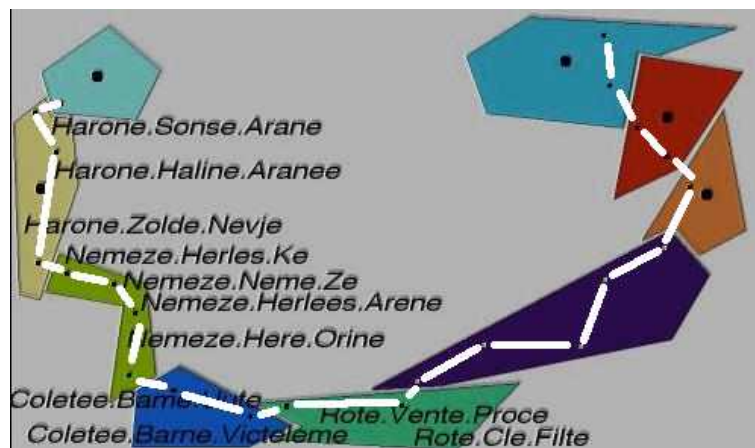 Harone.Sonse.Arane
Harone.Haline.Aranee
Harone.Zolde.Nevje
Nemeze.Herles.Ke
Nemeze.Neme.Ze
Nemeze.Herlees.Arene
Nemeze.Here.Orine
Coletee.Barne.Liute
Rote.Vente.Proce
Coletee.Barne.Victeleme
Rote.Cle.Filte